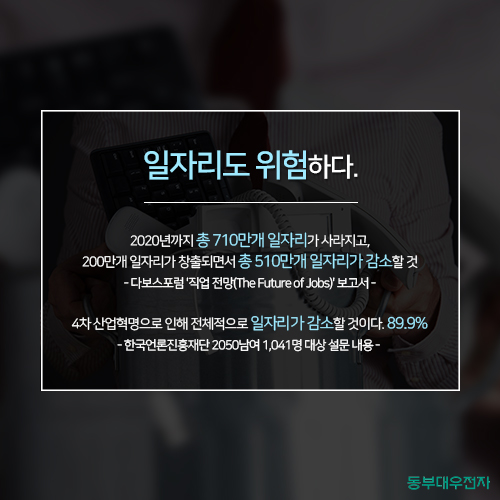 일자리도 위험하다.
2020년까지 총 710만개 일자리가 사라지고,
200만개 일자리가 창출되면서 총 510만개 일자리가 감소할 것
- 다보스포럼 '직업 전망(The Future of Jobs)' 보고서 -
4차 산업혁명으로 인해 전체적으로 일자리가 감소할 것이다. 89.9%
- 한국언론진흥재단 2050남여 1,041명 대상 설문 내용 -
동부대우전자